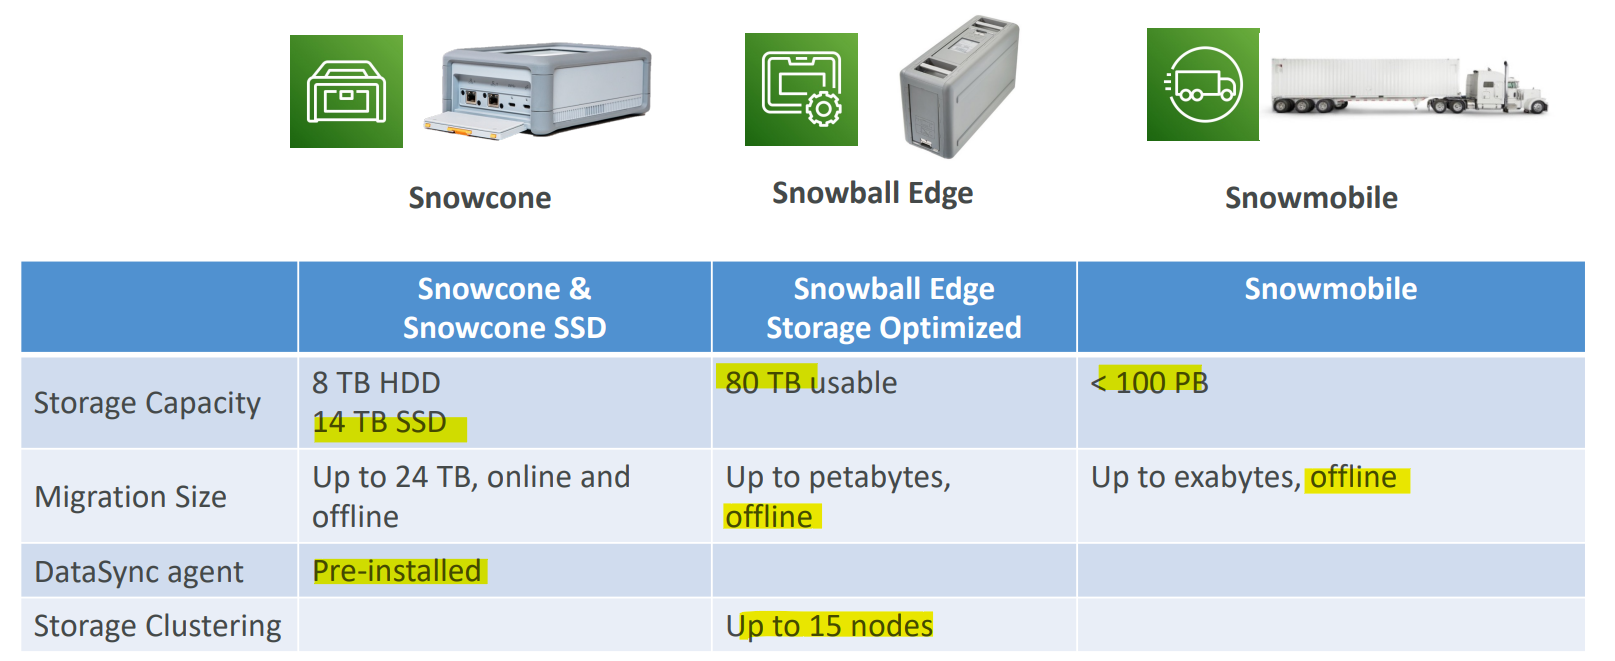 Snowcone
Snowball Edge
Snowmobile
Snowcone &
Snowcone SSD
Snowball Edge
Storage Optimized
Snowmobile
Storage Capacity
8 TB HDD
14 TB SSD
80 TB usable
< 100 PB
Migration Size
Up to 24 TB, online and
offline
Up to petabytes,
offline
Up to exabytes, offline
DataSync agent
Pre-installed
Storage Clustering
Up to 15 nodes